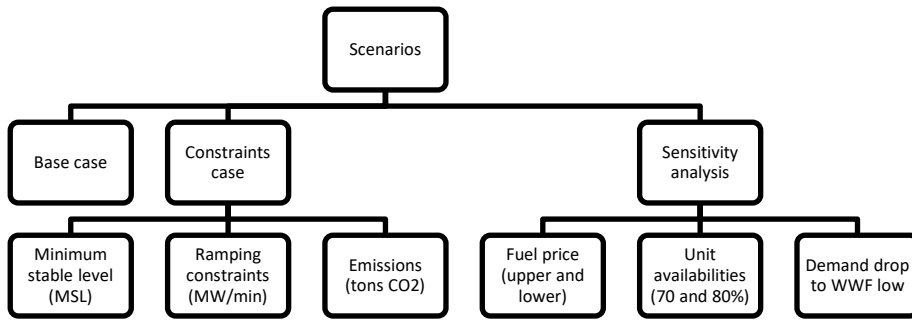 Scenarios
Base case
Constraints
case
Sensitivity
analysis
Minimum
stable level
(MSL)
Ramping
constraints
(MW/min)
Emissions
(tons CO2)
Fuel price
(upper and
lower)
Unit
availabilities
(70 and 80%)
Demand drop
to WWF low